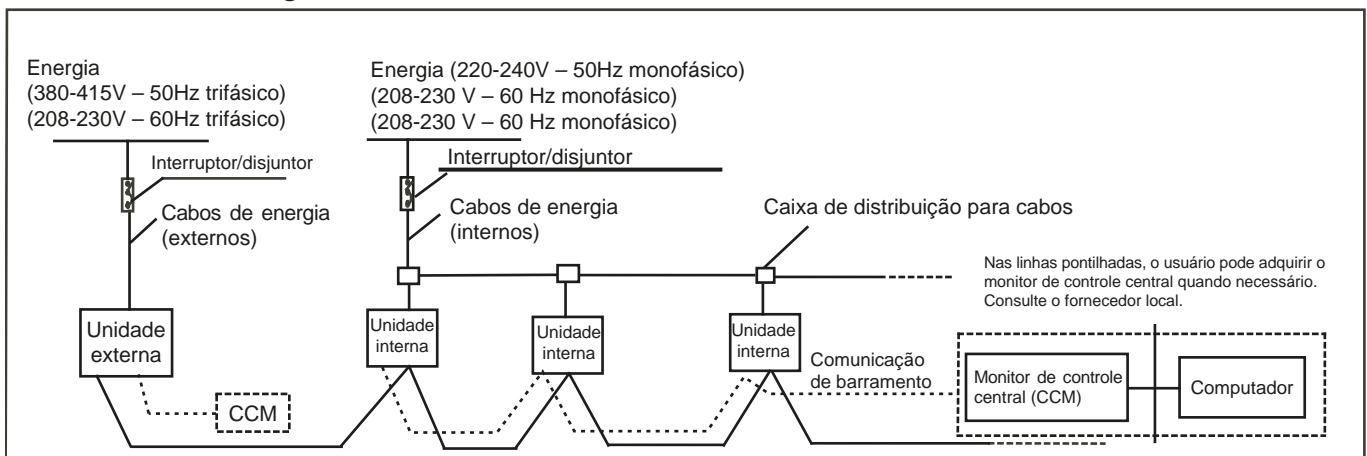 Energia
(380-415V – 50Hz trifásico)
(208-230V – 60Hz trifásico)
Interruptor/disjuntor
Cabos de energia
(externos)
Energia (220-240V – 50Hz monofásico)
(208-230 V – 60 Hz monofásico)
(208-230 V – 60 Hz monofásico)
Interruptor/disjuntor
Cabos de energia
(internos)
Caixa de distribuição para cabos
Nas linhas pontilhadas, o usuário pode adquirir o
monitor de controle central quando necessário.
Consulte o fornecedor local.
Unidade
externa
Unidade
interna
Unidade
interna
Unidade
interna
Comunicação
de barramento
CCM
Monitor de controle
central (CCM)
Computador